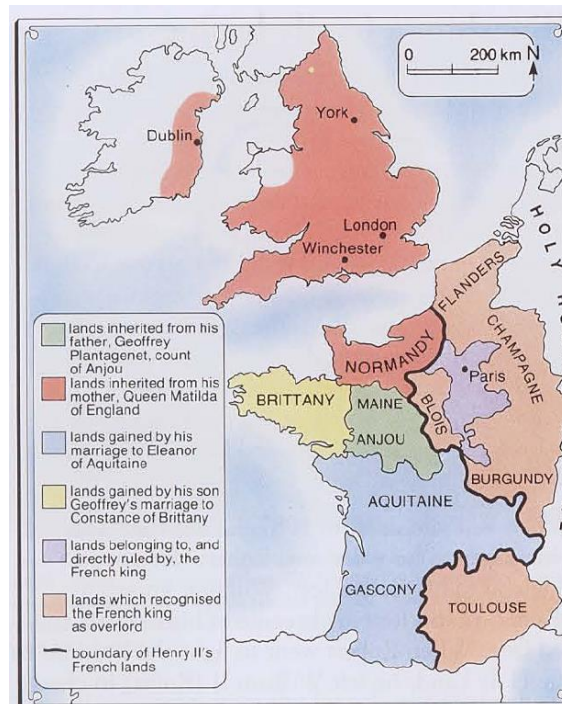 0 200 km N
York
Dublin
London
Winchester
HOLY
FLANDERS
CHAMPAGNE
NORMANDY
Paris
BLOIS
BRITTANY
MAINE
ANJOU
BURGUNDY
AQUITAINE
GASCONY
TOULOUSE
lands inherited from his
father, Geoffrey
Plantagenet, count
of Anjou
lands inherited from his
mother, Queen Matilda
of England
lands gained by his
marriage to Eleanor
of Aquitaine
lands gained by his son
Geoffrey's marriage to
Constance of Brittany
lands belonging to, and
directly ruled by, the
French king
lands which recognised
the French king
as overlord
boundary of Henry II's
French lands